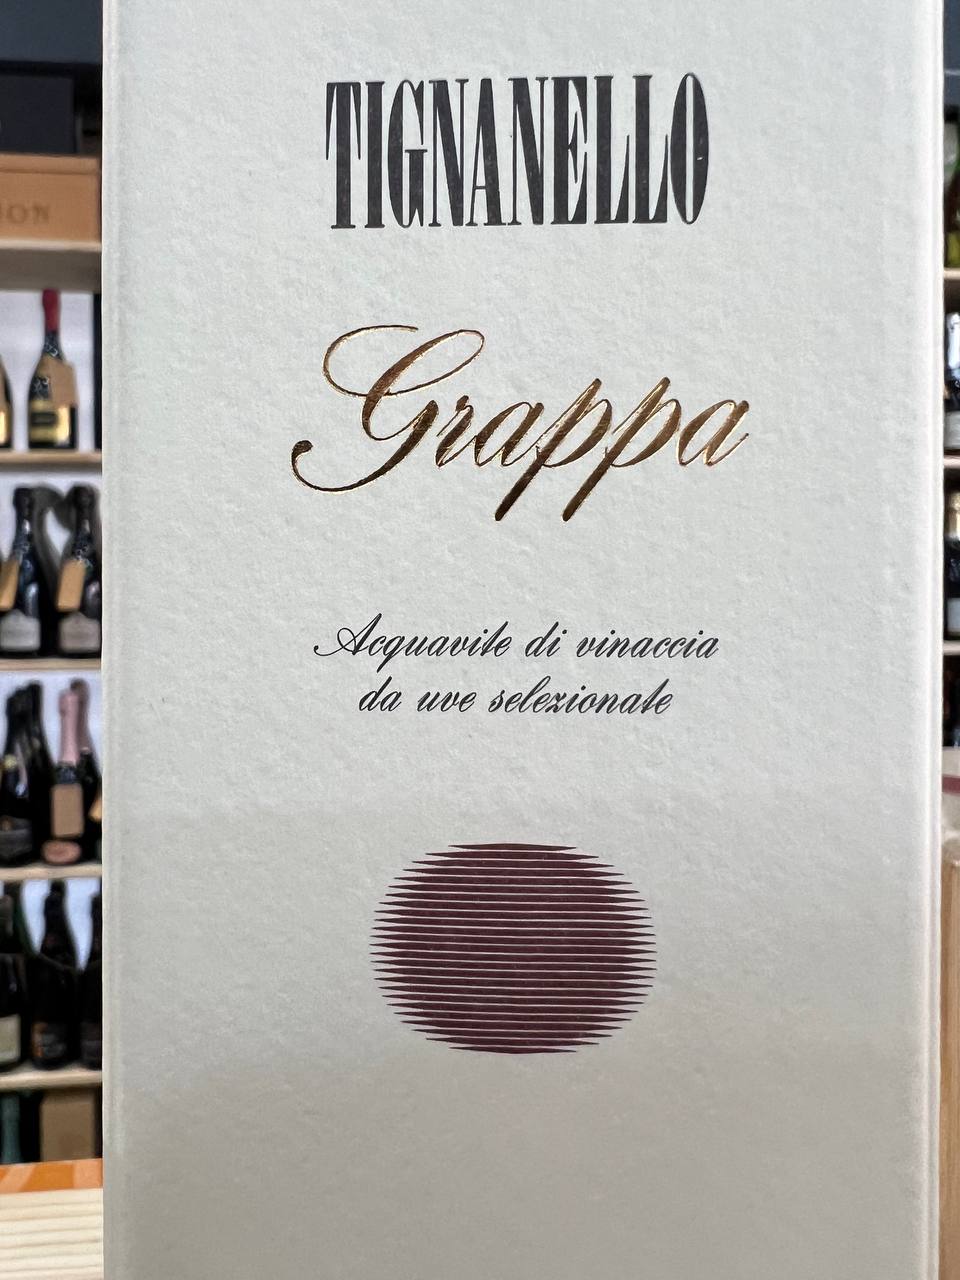 TIGNANELLO
Grappa
Acquavite di vinaccia
da uve selezionate